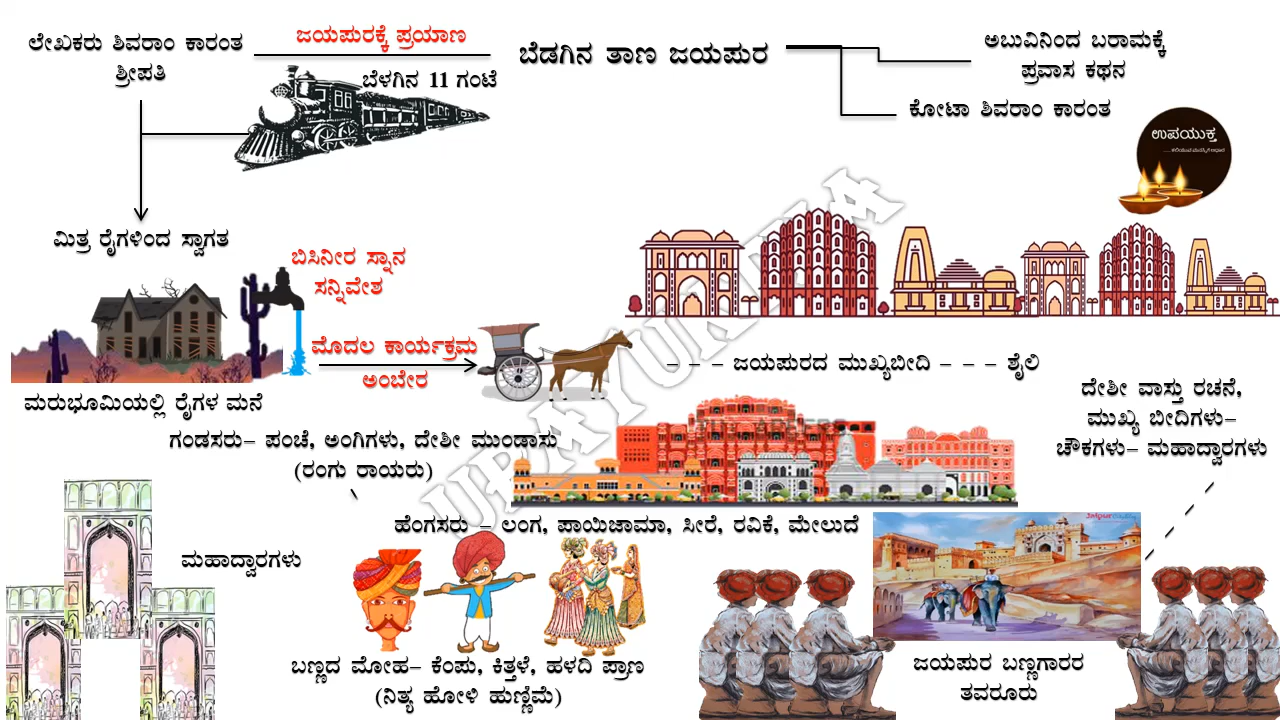 ಲೇಖಕರು ಶಿವರಾಂ ಕಾರಂತ
ಶ್ರೀಪತಿ
ಜಯಪುರಕ್ಕೆ ಪ್ರಯಾಣ
ಬೆಳಗಿನ 11 ಗಂಟೆ
ಬೆಡಗಿನ ತಾಣ ಜಯಪುರ
ಅಬುವಿನಿಂದ ಬರಾಮಕ್ಕೆ
ಪ್ರವಾಸ ಕಥನ
ಕೋಟಾ ಶಿವರಾಂ ಕಾರಂತ
ಉಪಯುಕ್ತ
ಮಿತ್ರ ರೈಗಳಿಂದ ಸ್ವಾಗತ
ಬಿಸಿನೀರ ಸ್ನಾನ
ಸನ್ನಿವೇಶ
ಮೊದಲ ಕಾರ್ಯಕ್ರಮ
ಅಂಬೇರ
ಮರುಭೂಮಿಯಲ್ಲಿ ರೈಗಳ ಮನೆ
– – – ಜಯಪುರದ ಮುಖ್ಯಬೀದಿ – – – ಶೈಲಿ
ದೇಶೀ ವಾಸ್ತು ರಚನೆ,
ಮುಖ್ಯ ಬೀದಿಗಳು–
ಚೌಕಗಳು– ಮಹಾದ್ವಾರಗಳು
ಗಂಡಸರು– ಪಂಚೆ, ಅಂಗಿಗಳು, ದೇಶೀ ಮುಂಡಾಸು
(ರಂಗು ರಾಯರು)
ಹೆಂಗಸರು – ಲಂಗ, ಪಾಯಿಜಾಮಾ, ಸೀರೆ, ರವಿಕೆ, ಮೇಲುದೆ
ಮಹಾದ್ವಾರಗಳು
ಬಣ್ಣದ ಮೋಹ– ಕೆಂಪು, ಕಿತ್ತಳೆ, ಹಳದಿ ಪ್ರಾಣ
(ನಿತ್ಯ ಹೋಳಿ ಹುಣ್ಣಿಮೆ)
Jaipur
ಜಯಪುರ ಬಣ್ಣಗಾರರ
ತವರೂರು
UPAYUKTA